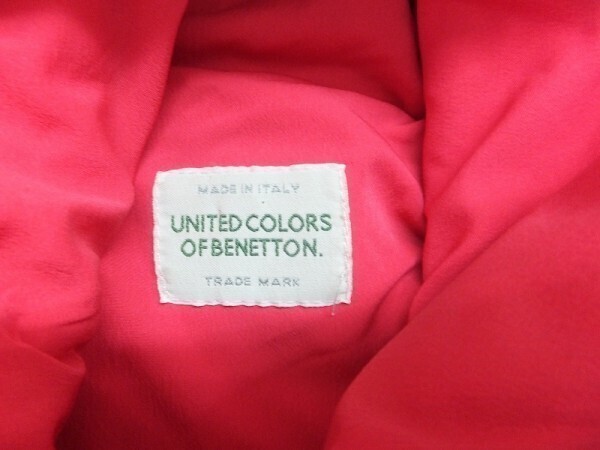 MADE IN ITALY
UNITED COLORS
OF BENETTON.
TRADE MARK